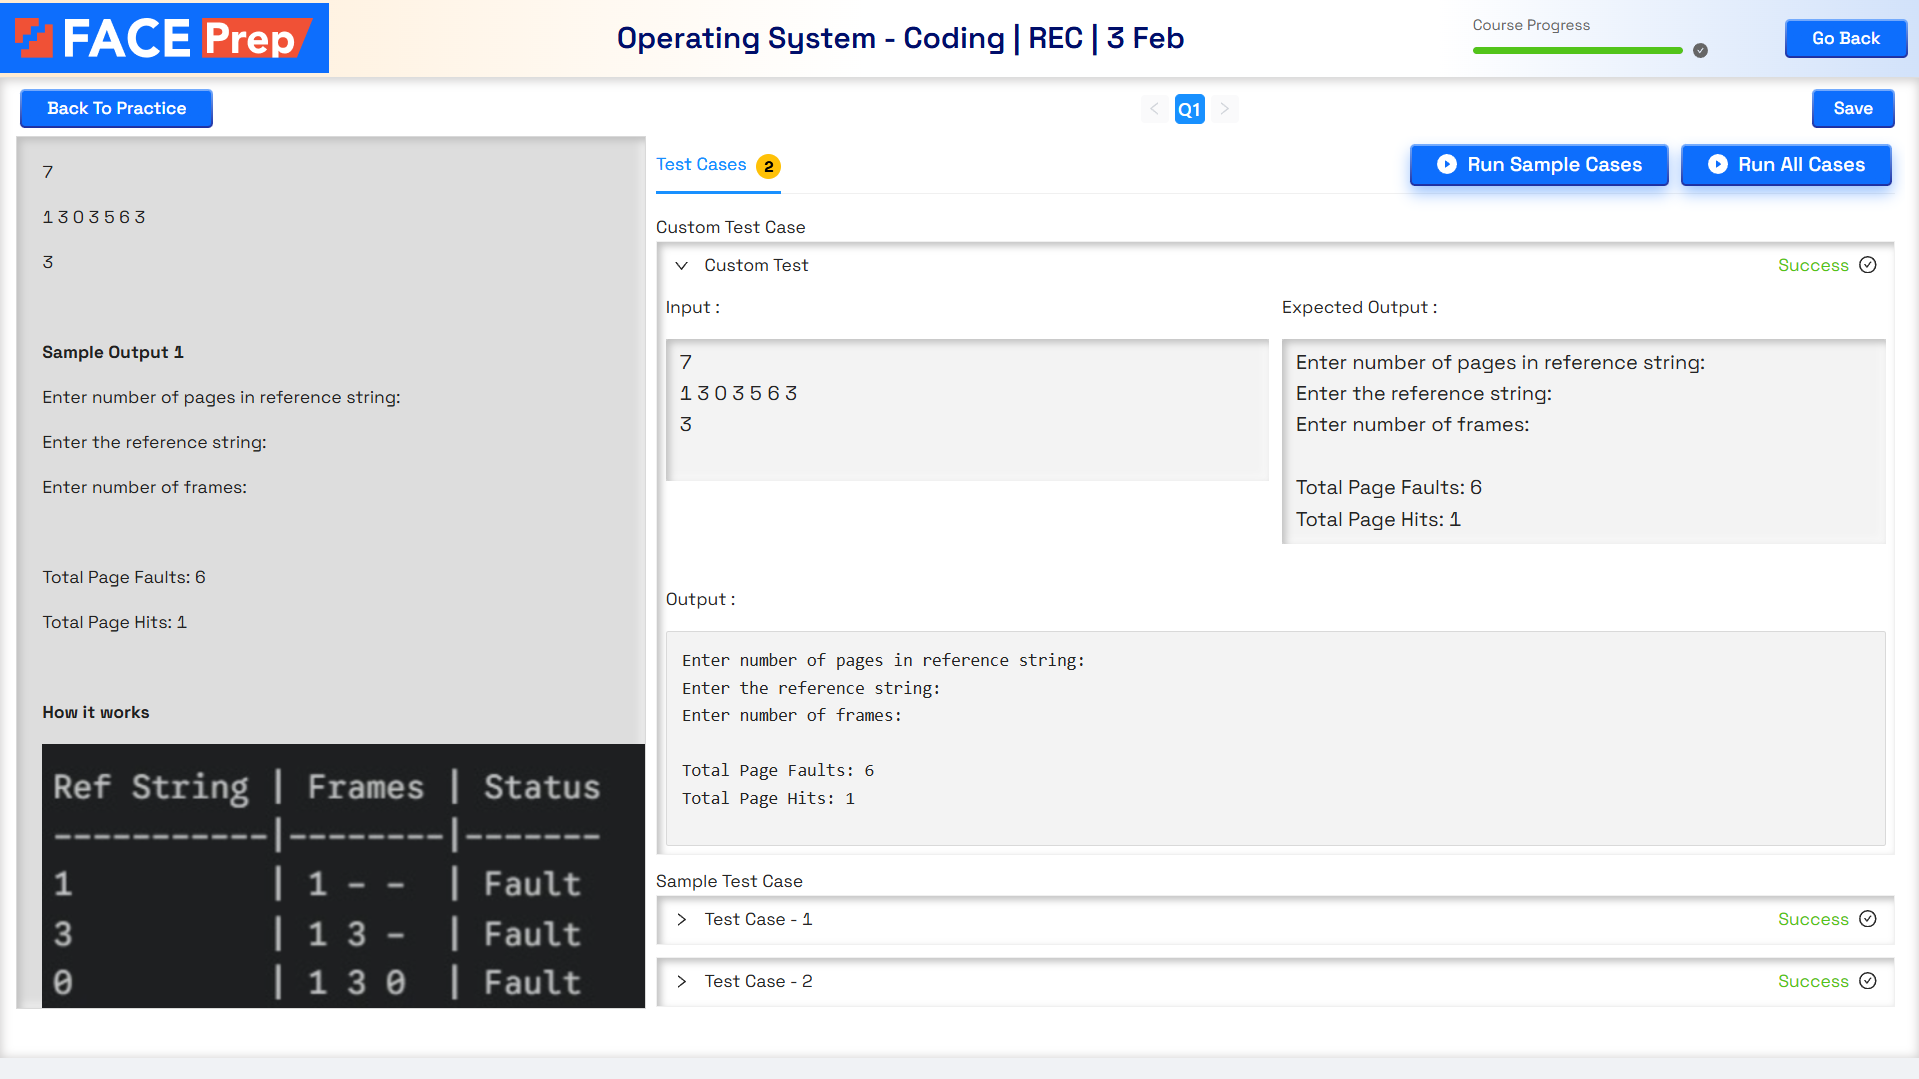 FACE Prep
Operating System - Coding | REC | 3 Feb
Course Progress
Go Back
Back To Practice
< Q1 >
Save
7
1 3 0 3 5 6 3
3
Sample Output 1
Enter number of pages in reference string:
Enter the reference string:
Enter number of frames:
Total Page Faults: 6
Total Page Hits: 1
How it works
Ref String | Frames | Status
-----------|--------|-------
1 | 1 - - | Fault
3 | 1 3 - | Fault
0 | 1 3 0 | Fault
Test Cases 2
Run Sample Cases
Run All Cases
Custom Test Case
Custom Test
Success
Input :
7
1 3 0 3 5 6 3
3
Expected Output :
Enter number of pages in reference string:
Enter the reference string:
Enter number of frames:
Total Page Faults: 6
Total Page Hits: 1
Output :
Enter number of pages in reference string:
Enter the reference string:
Enter number of frames:
Total Page Faults: 6
Total Page Hits: 1
Sample Test Case
Test Case - 1
Success
Test Case - 2
Success